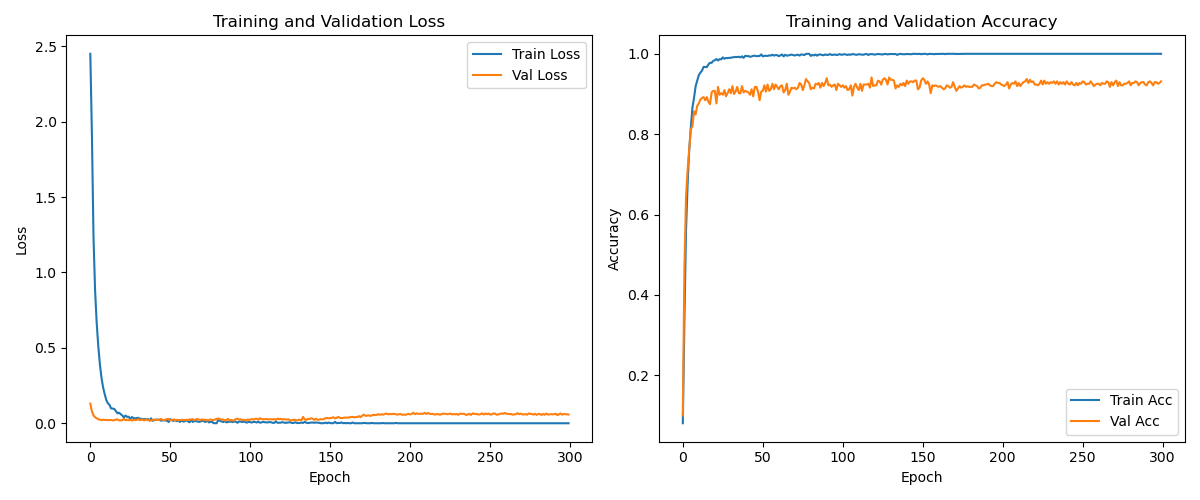 Training and Validation Loss
2.5
2.0
1.5
1.0
0.5
0.0
Loss
0
50
100
150
200
250
300
Epoch
Train Loss
Val Loss
Training and Validation Accuracy
1.0
0.8
0.6
0.4
0.2
Accuracy
0
50
100
150
200
250
300
Epoch
Train Acc
Val Acc